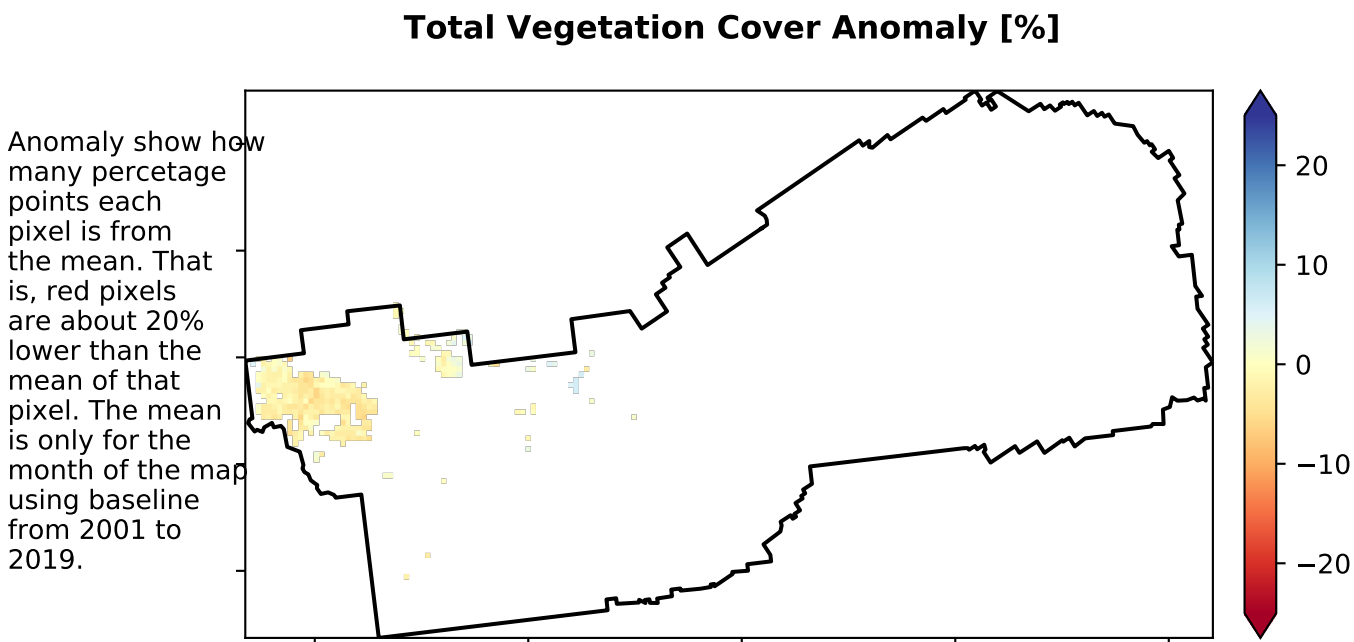 Total Vegetation Cover Anomaly [%]
Anomaly show how
many percetage
points each
pixel is from
the mean. That
is, red pixels
are about 20%
lower than the
mean of that
pixel. The mean
is only for the
month of the map
using baseline
from 2001 to
2019.
20
10
0
−10
−20